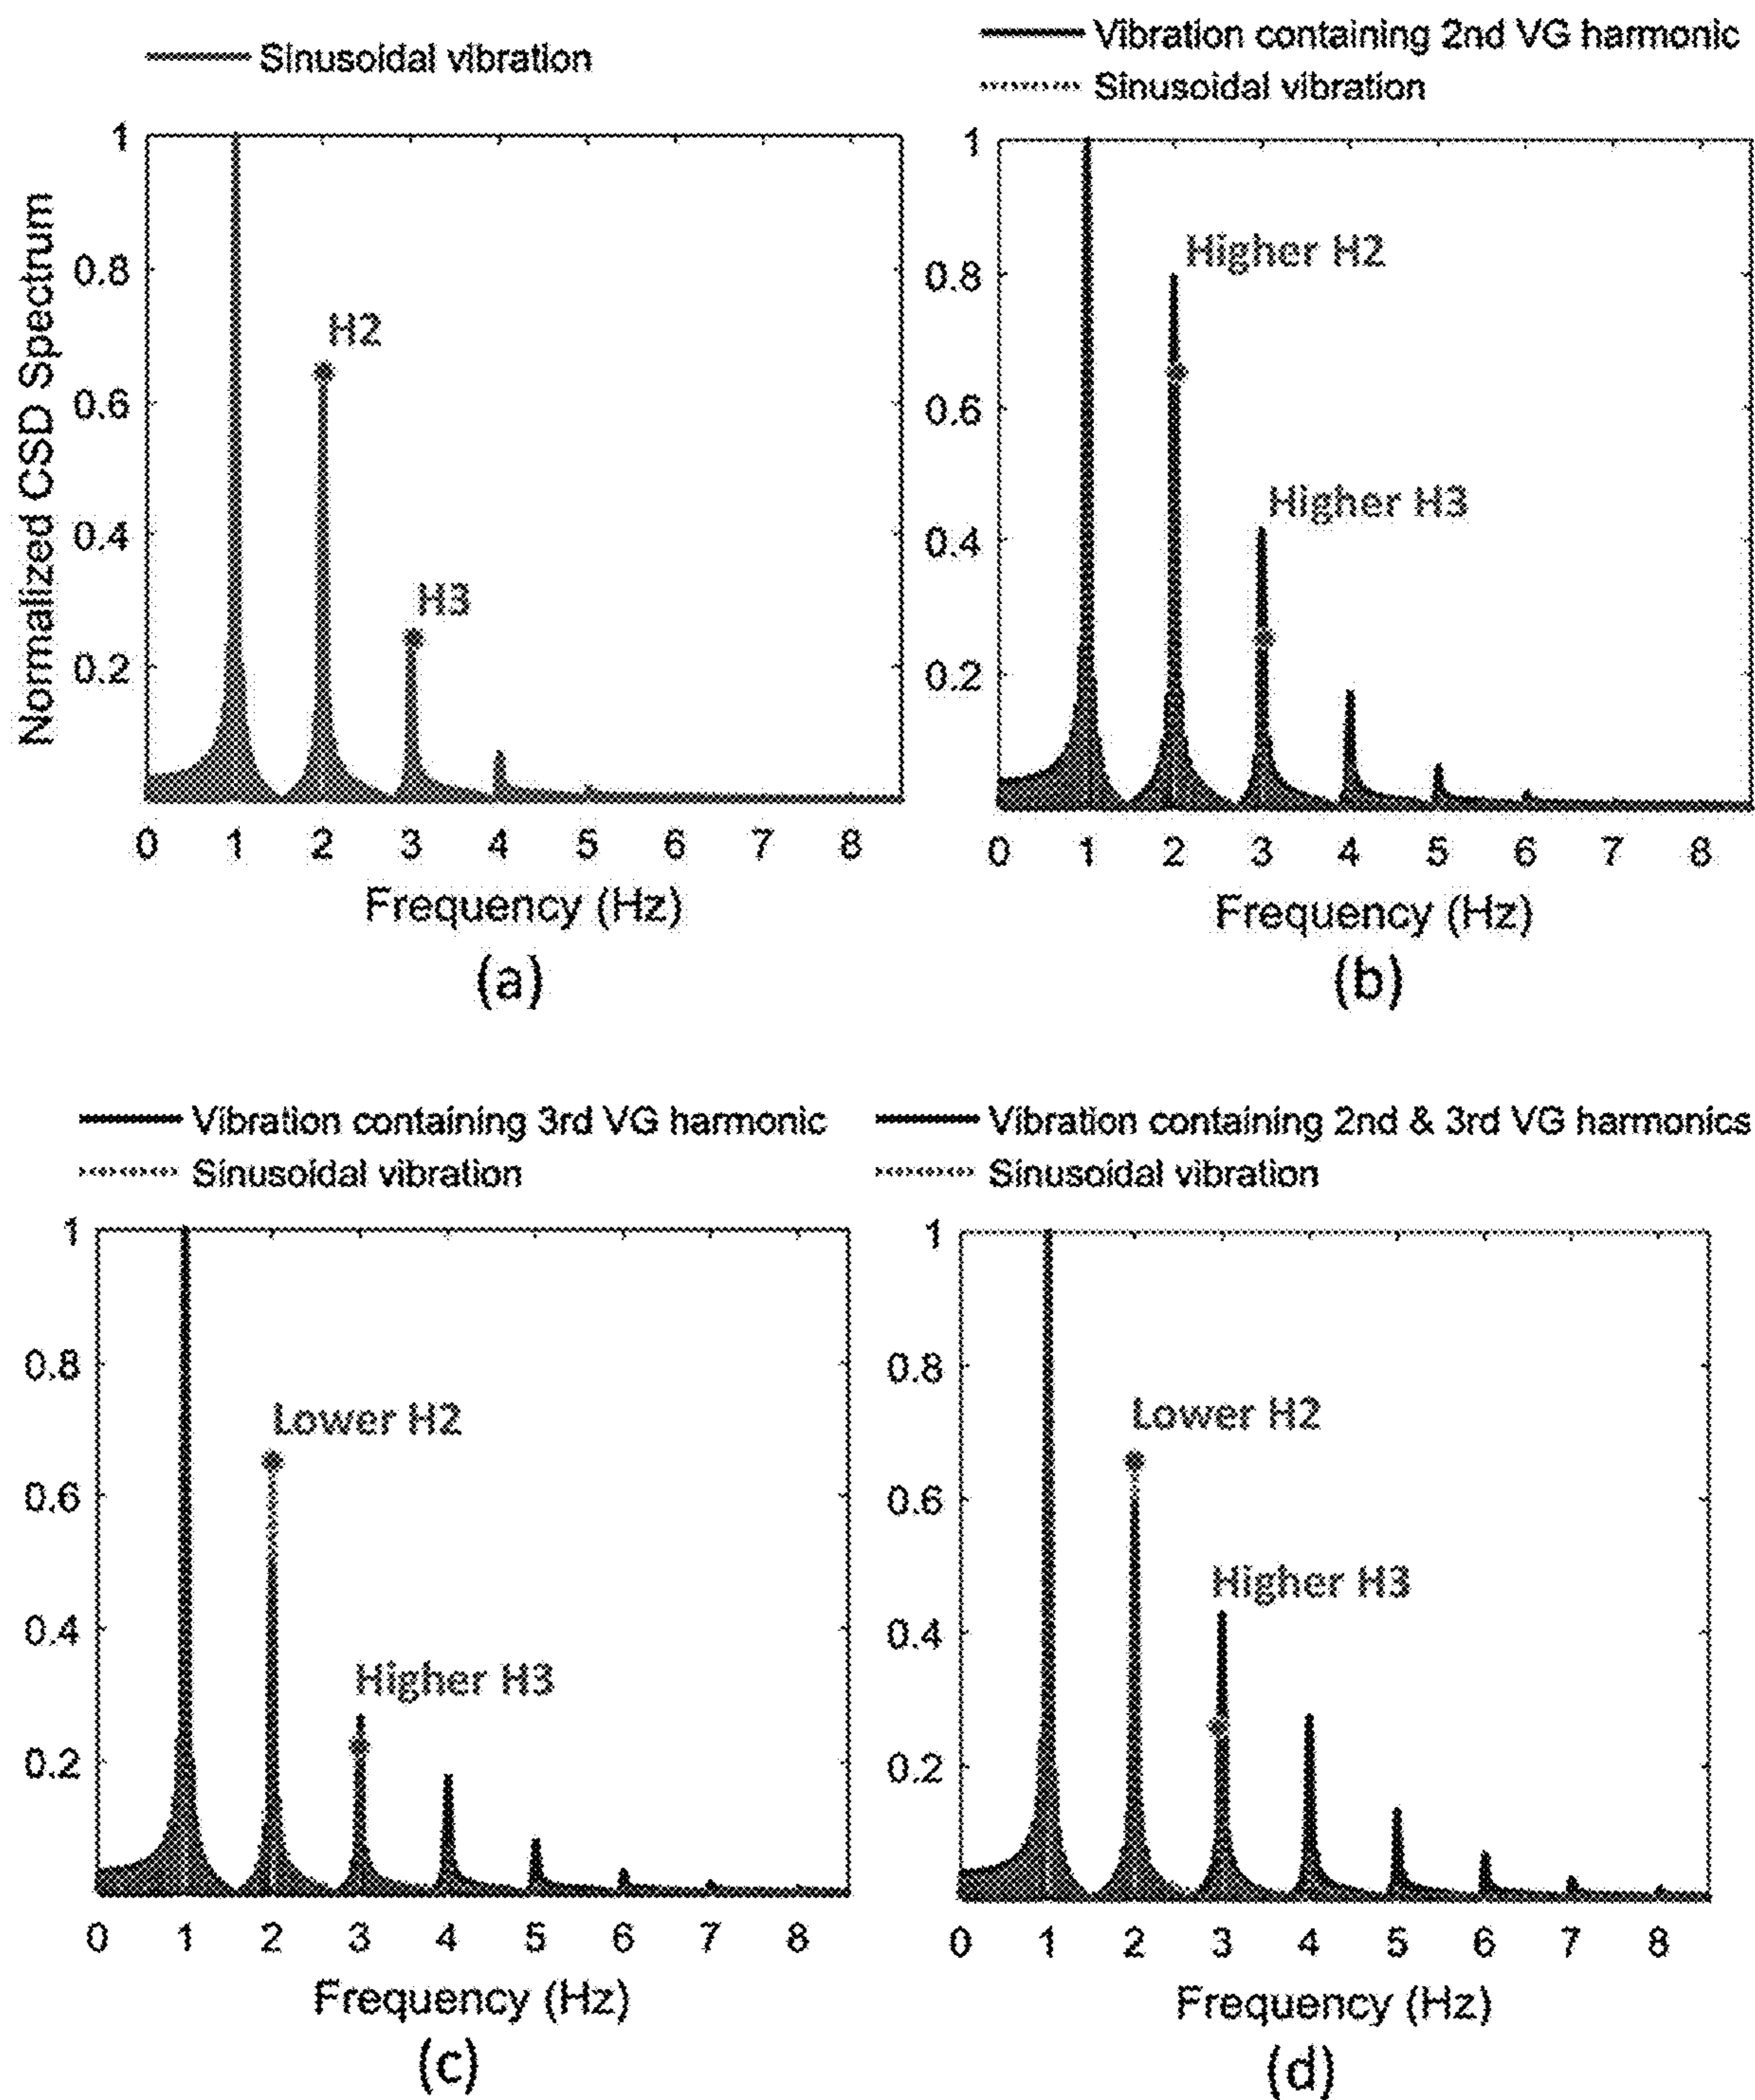 Sinusoidal vibration
Normalized CSD Spectrum
1
0.8
0.6
0.4
0.2
H2
H3
0 1 2 3 4 5 6 7 8
Frequency (Hz)
(a)
Vibration containing 2nd VG harmonic
Sinusoidal vibration
1
0.8
0.6
0.4
0.2
Higher H2
Higher H3
0 1 2 3 4 5 6 7 8
Frequency (Hz)
(b)
Vibration containing 3rd VG harmonic
Sinusoidal vibration
1
0.8
0.6
0.4
0.2
Lower H2
Higher H3
0 1 2 3 4 5 6 7 8
Frequency (Hz)
(c)
Vibration containing 2nd & 3rd VG harmonics
Sinusoidal vibration
1
0.8
0.6
0.4
0.2
Lower H2
Higher H3
0 1 2 3 4 5 6 7 8
Frequency (Hz)
(d)